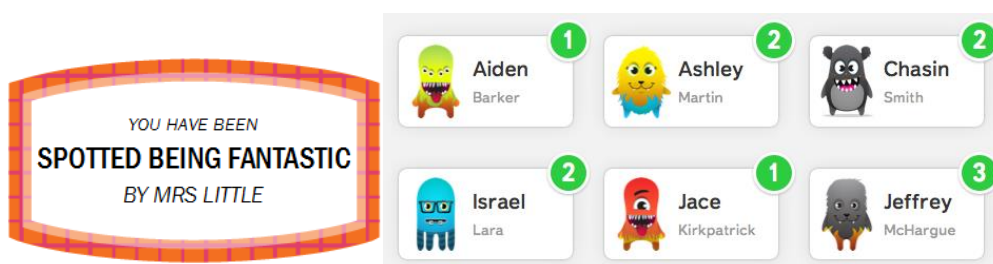 YOU HAVE BEEN
SPOTTED BEING FANTASTIC
BY MRS LITTLE
1
Aiden
Barker
2
Ashley
Martin
2
Chasin
Smith
2
Israel
Lara
1
Jace
Kirkpatrick
3
Jeffrey
McHargue